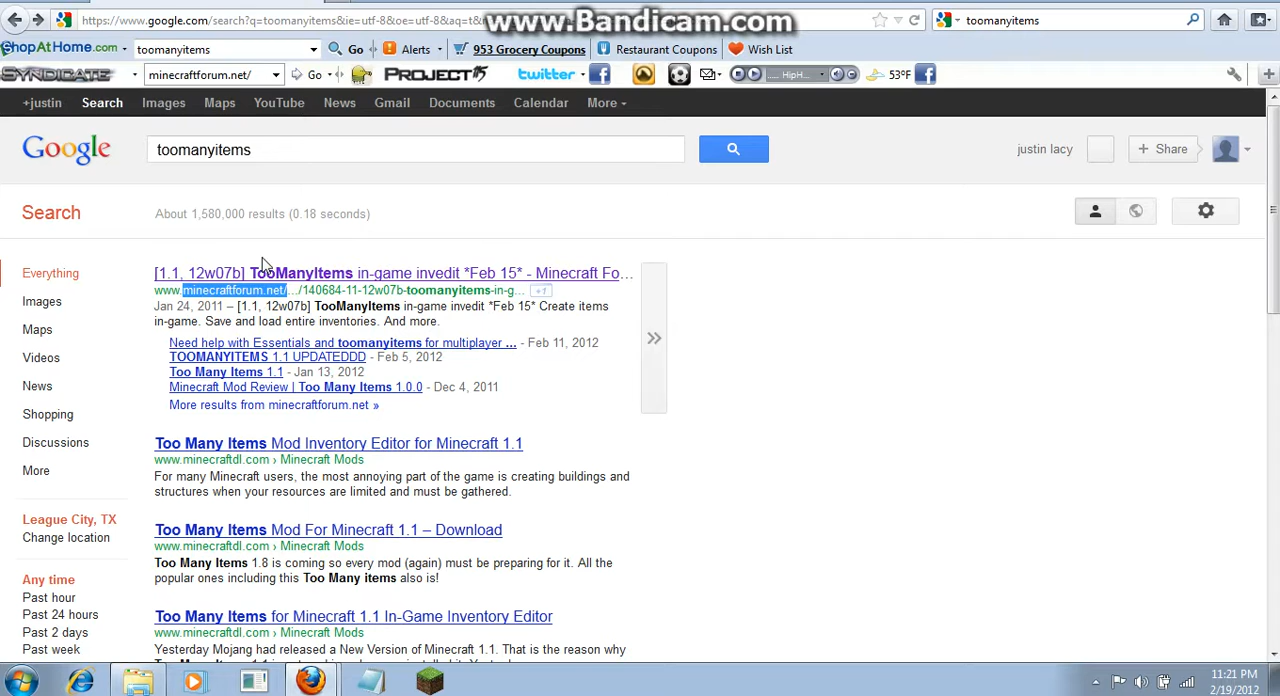 www.Bandicam.com
https://www.google.com/search?q=toomanyitems&ie=utf-8&oe=utf-8&aq=t&
toomanyitems
ShopAtHome.com toomanyitems Go Alerts 953 Grocery Coupons Restaurant Coupons Wish List
SYNDICATE minecraftforum.net/ Go PROJECT twitter HipH... 53°F
+justin Search Images Maps YouTube News Gmail Documents Calendar More
Google toomanyitems justin lacy + Share
Search About 1,580,000 results (0.18 seconds)
Everything
Images
Maps
Videos
News
Shopping
Discussions
More
League City, TX
Change location
Any time
Past hour
Past 24 hours
Past 2 days
Past week
[1.1, 12w07b] TooManyItems in-game invedit *Feb 15* - Minecraft Fo...
www.minecraftforum.net/.../140684-11-12w07b-toomanyitems-in-g... +1
Jan 24, 2011 – [1.1, 12w07b] TooManyItems in-game invedit *Feb 15* Create items
in-game. Save and load entire inventories. And more.
Need help with Essentials and toomanyitems for multiplayer ... - Feb 11, 2012
TOOMANYITEMS 1.1 UPDATEDDD - Feb 5, 2012
Too Many Items 1.1 - Jan 13, 2012
Minecraft Mod Review | Too Many Items 1.0.0 - Dec 4, 2011
More results from minecraftforum.net »
Too Many Items Mod Inventory Editor for Minecraft 1.1
www.minecraftdl.com › Minecraft Mods
For many Minecraft users, the most annoying part of the game is creating buildings and
structures when your resources are limited and must be gathered.
Too Many Items Mod For Minecraft 1.1 – Download
www.minecraftdl.com › Minecraft Mods
Too Many Items 1.8 is coming so every mod (again) must be preparing for it. All the
popular ones including this Too Many items also is!
Too Many Items for Minecraft 1.1 In-Game Inventory Editor
www.minecraftdl.com › Minecraft Mods
Yesterday Mojang had released a New Version of Minecraft 1.1. That is the reason why
11:21 PM
2/19/2012